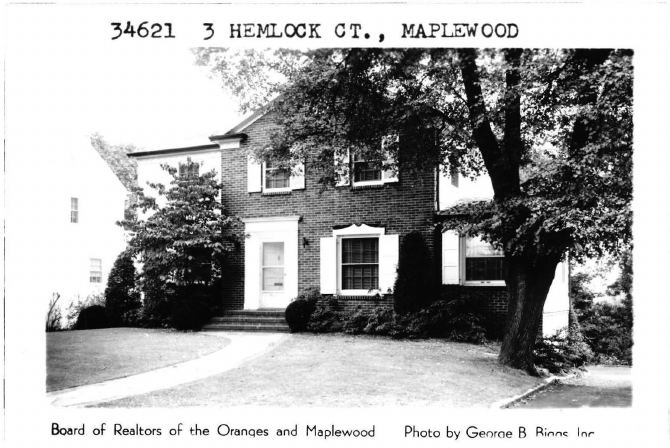 34621 3 HEMLOCK CT., MAPLEWOOD
Board of Realtors of the Oranges and Maplewood Photo by George B. Biggs, Inc.